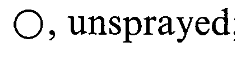 ○, unsprayed;